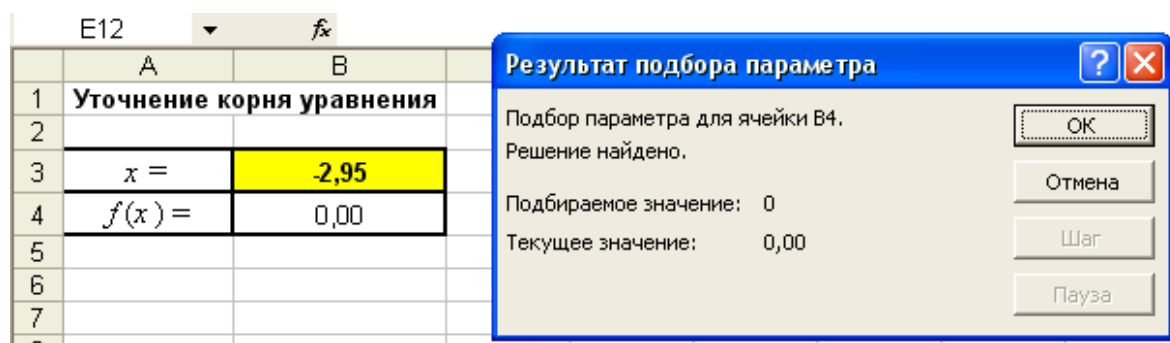 E12 fx
A B
1 Уточнение корня уравнения
2
3 x = -2,95
4 f(x) = 0,00
5
6
7
Результат подбора параметра
Подбор параметра для ячейки B4.
Решение найдено.
Подбираемое значение: 0
Текущее значение: 0,00
ОК
Отмена
Шаг
Пауза